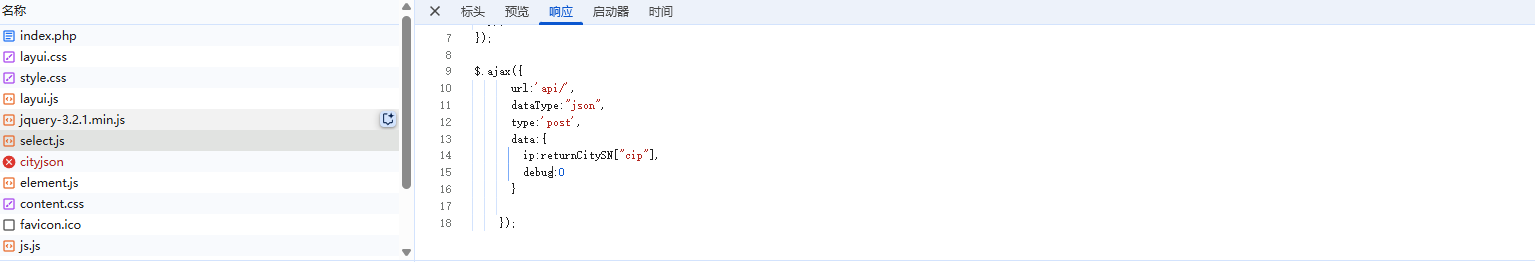 名称
index.php
layui.css
style.css
layui.js
jquery-3.2.1.min.js
select.js
cityjson
element.js
content.css
favicon.ico
js.js
标头 预览 响应 启动器 时间
7 });
8
9 $.ajax({
10 url:'api/',
11 dataType:"json",
12 type:'post',
13 data:{
14 ip:returnCitySN["cip"],
15 debug:0
16 }
17
18 });